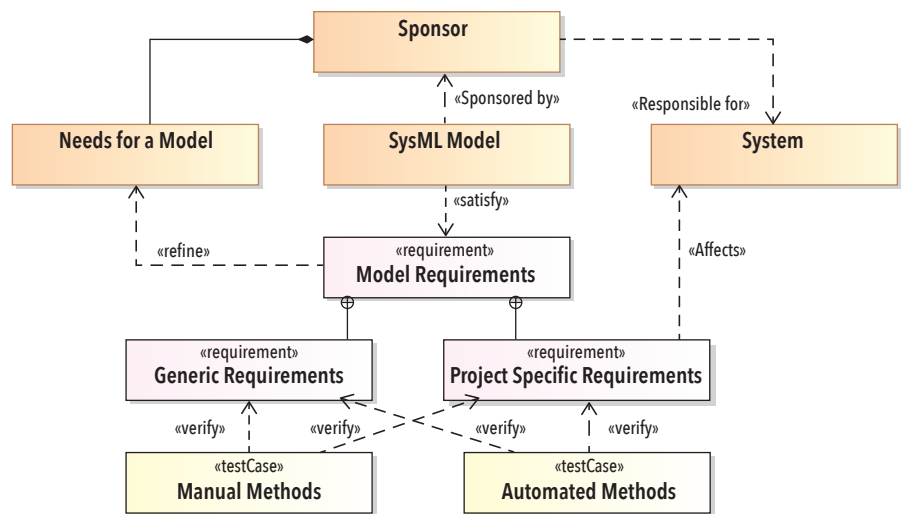 Sponsor
«Sponsored by»
«Responsible for»
Needs for a Model
SysML Model
System
«satisfy»
«refine»
«requirement»
Model Requirements
«Affects»
«requirement»
Generic Requirements
«requirement»
Project Specific Requirements
«verify»
«verify»
«verify»
«verify»
«testCase»
Manual Methods
«testCase»
Automated Methods